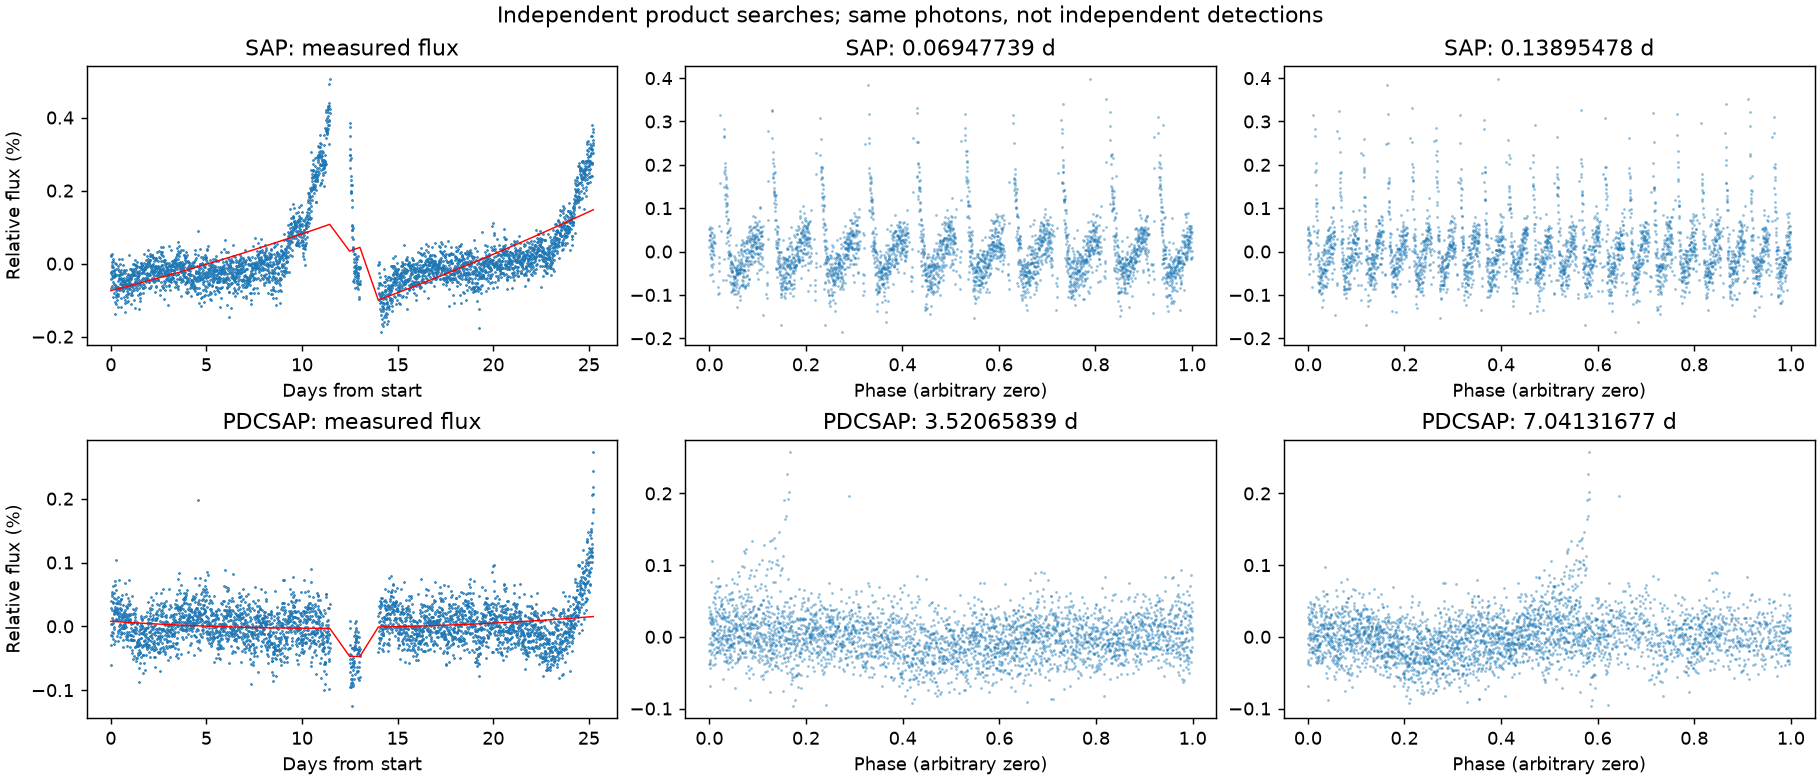 Independent product searches; same photons, not independent detections
SAP: measured flux
SAP: 0.06947739 d
SAP: 0.13895478 d
Relative flux (%)
0.4
0.2
0.0
−0.2
0 5 10 15 20 25
Days from start
0.4
0.3
0.2
0.1
0.0
−0.1
−0.2
0.0 0.2 0.4 0.6 0.8 1.0
Phase (arbitrary zero)
0.4
0.3
0.2
0.1
0.0
−0.1
−0.2
0.0 0.2 0.4 0.6 0.8 1.0
Phase (arbitrary zero)
PDCSAP: measured flux
PDCSAP: 3.52065839 d
PDCSAP: 7.04131677 d
Relative flux (%)
0.2
0.1
0.0
−0.1
0 5 10 15 20 25
Days from start
0.2
0.1
0.0
−0.1
0.0 0.2 0.4 0.6 0.8 1.0
Phase (arbitrary zero)
0.2
0.1
0.0
−0.1
0.0 0.2 0.4 0.6 0.8 1.0
Phase (arbitrary zero)